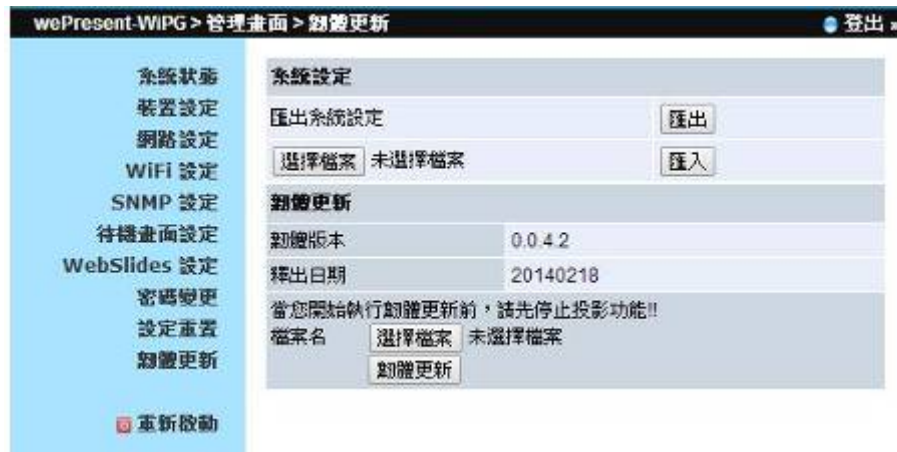 wePresent-WiPG > 管理畫面 > 韌體更新
登出 »
系統狀態
裝置設定
網路設定
WiFi 設定
SNMP 設定
待機畫面設定
WebSlides 設定
密碼變更
設定重置
韌體更新
重新啟動
系統設定
匯出系統設定 匯出
選擇檔案 未選擇檔案 匯入
韌體更新
韌體版本 0.0.4.2
釋出日期 20140218
當您開始執行韌體更新前，請先停止投影功能!!
檔案名 選擇檔案 未選擇檔案
韌體更新